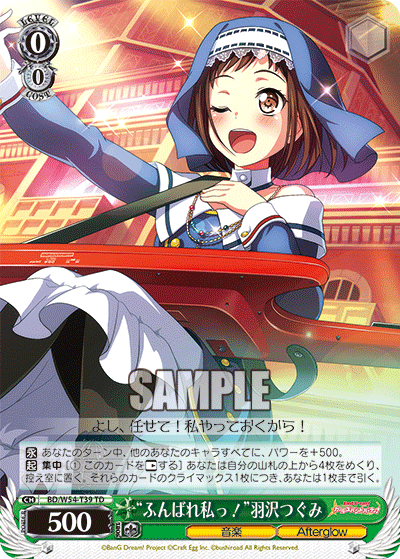 LEVEL
0
0
COST
SAMPLE
よし、任せて!私やっておくから!
永 あなたのターン中、他のあなたのキャラすべてに、パワーを+500。
起 集中 [① このカードを[レスト]する] あなたは自分の山札の上から4枚をめくり、
控え室に置く。それらのカードのクライマックス1枚につき、あなたは1枚まで引く。
CH BD/W54-T39 TD
500
“ふんばれ私っ!”羽沢つぐみ
音楽
Afterglow
©BanG Dream! Project ©Craft Egg Inc. ©bushiroad All Rights Reserved.